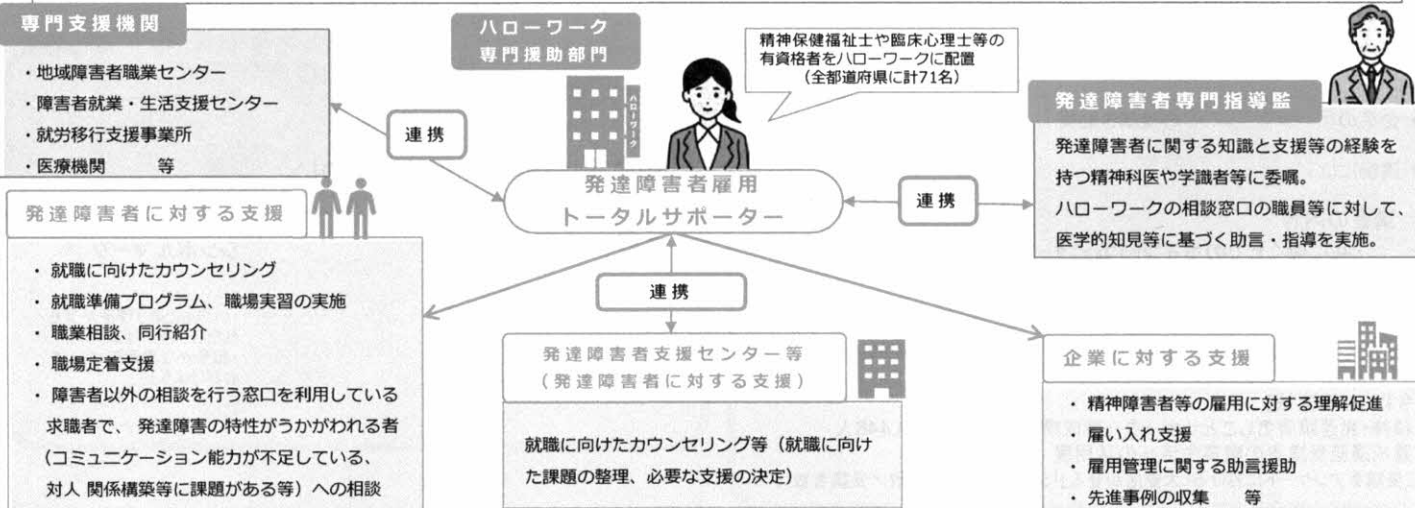 専門支援機関
・地域障害者職業センター
・障害者就業・生活支援センター
・就労移行支援事業所
・医療機関　　等
連携
ハローワーク
専門援助部門
ハローワーク
精神保健福祉士や臨床心理士等の
有資格者をハローワークに配置
（全都道府県に計71名）
発達障害者専門指導監
発達障害者に関する知識と支援等の経験を
持つ精神科医や学識者等に委嘱。
ハローワークの相談窓口の職員等に対して、
医学的知見等に基づく助言・指導を実施。
発達障害者雇用
トータルサポーター
連携
発達障害者に対する支援
・ 就職に向けたカウンセリング
・ 就職準備プログラム、職場実習の実施
・ 職業相談、同行紹介
・ 職場定着支援
・ 障害者以外の相談を行う窓口を利用している
求職者で、 発達障害の特性がうかがわれる者
（コミュニケーション能力が不足している、
対人 関係構築等に課題がある等）への相談
連携
発達障害者支援センター等
（発達障害者に対する支援）
就職に向けたカウンセリング等（就職に向け
た課題の整理、必要な支援の決定）
企業に対する支援
・ 精神障害者等の雇用に対する理解促進
・ 雇い入れ支援
・ 雇用管理に関する助言援助
・ 先進事例の収集　　等